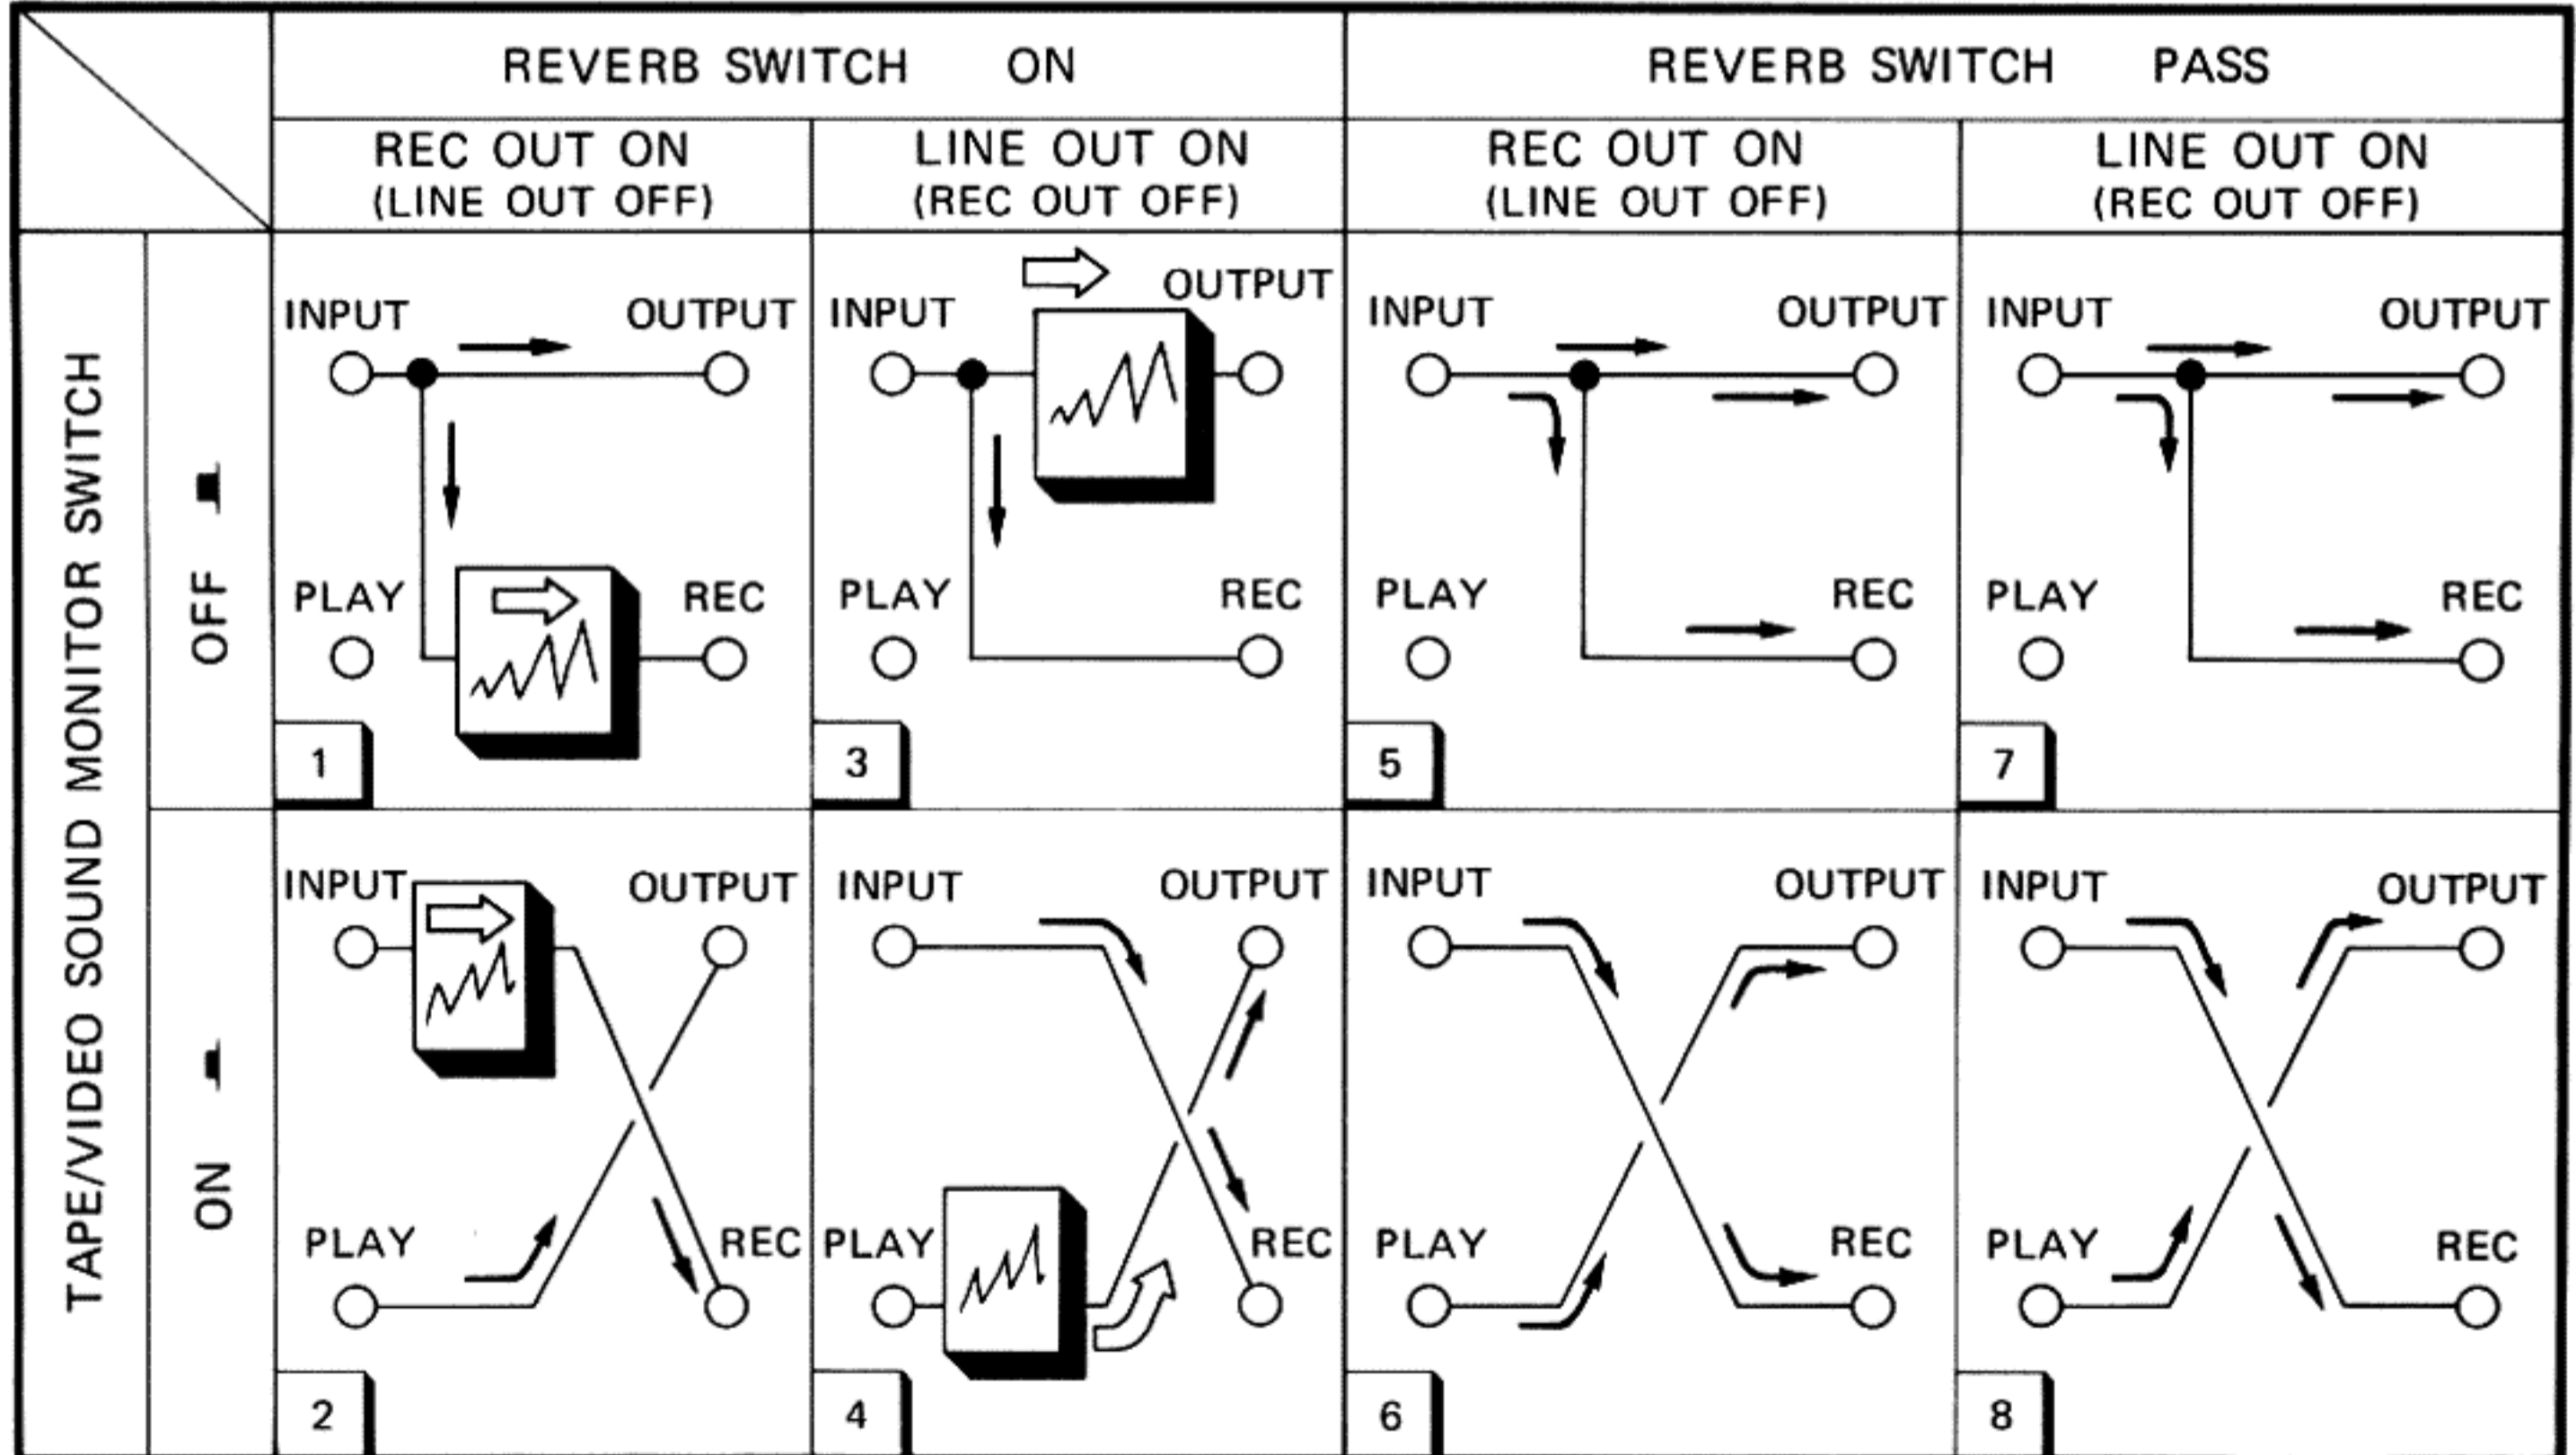 REVERB SWITCH ON
REVERB SWITCH PASS
REC OUT ON
(LINE OUT OFF)
LINE OUT ON
(REC OUT OFF)
REC OUT ON
(LINE OUT OFF)
LINE OUT ON
(REC OUT OFF)
TAPE/VIDEO SOUND MONITOR SWITCH
OFF
INPUT
OUTPUT
PLAY
REC
1
INPUT
OUTPUT
PLAY
REC
3
INPUT
OUTPUT
PLAY
REC
5
INPUT
OUTPUT
PLAY
REC
7
ON
INPUT
OUTPUT
PLAY
REC
2
INPUT
OUTPUT
PLAY
REC
4
INPUT
OUTPUT
PLAY
REC
6
INPUT
OUTPUT
PLAY
REC
8